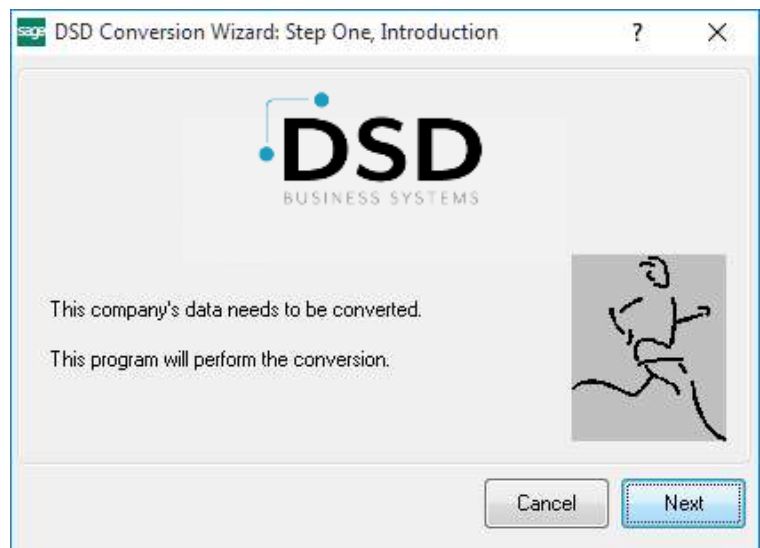 sage DSD Conversion Wizard: Step One, Introduction ? X
DSD
BUSINESS SYSTEMS
This company's data needs to be converted.
This program will perform the conversion.
Cancel Next